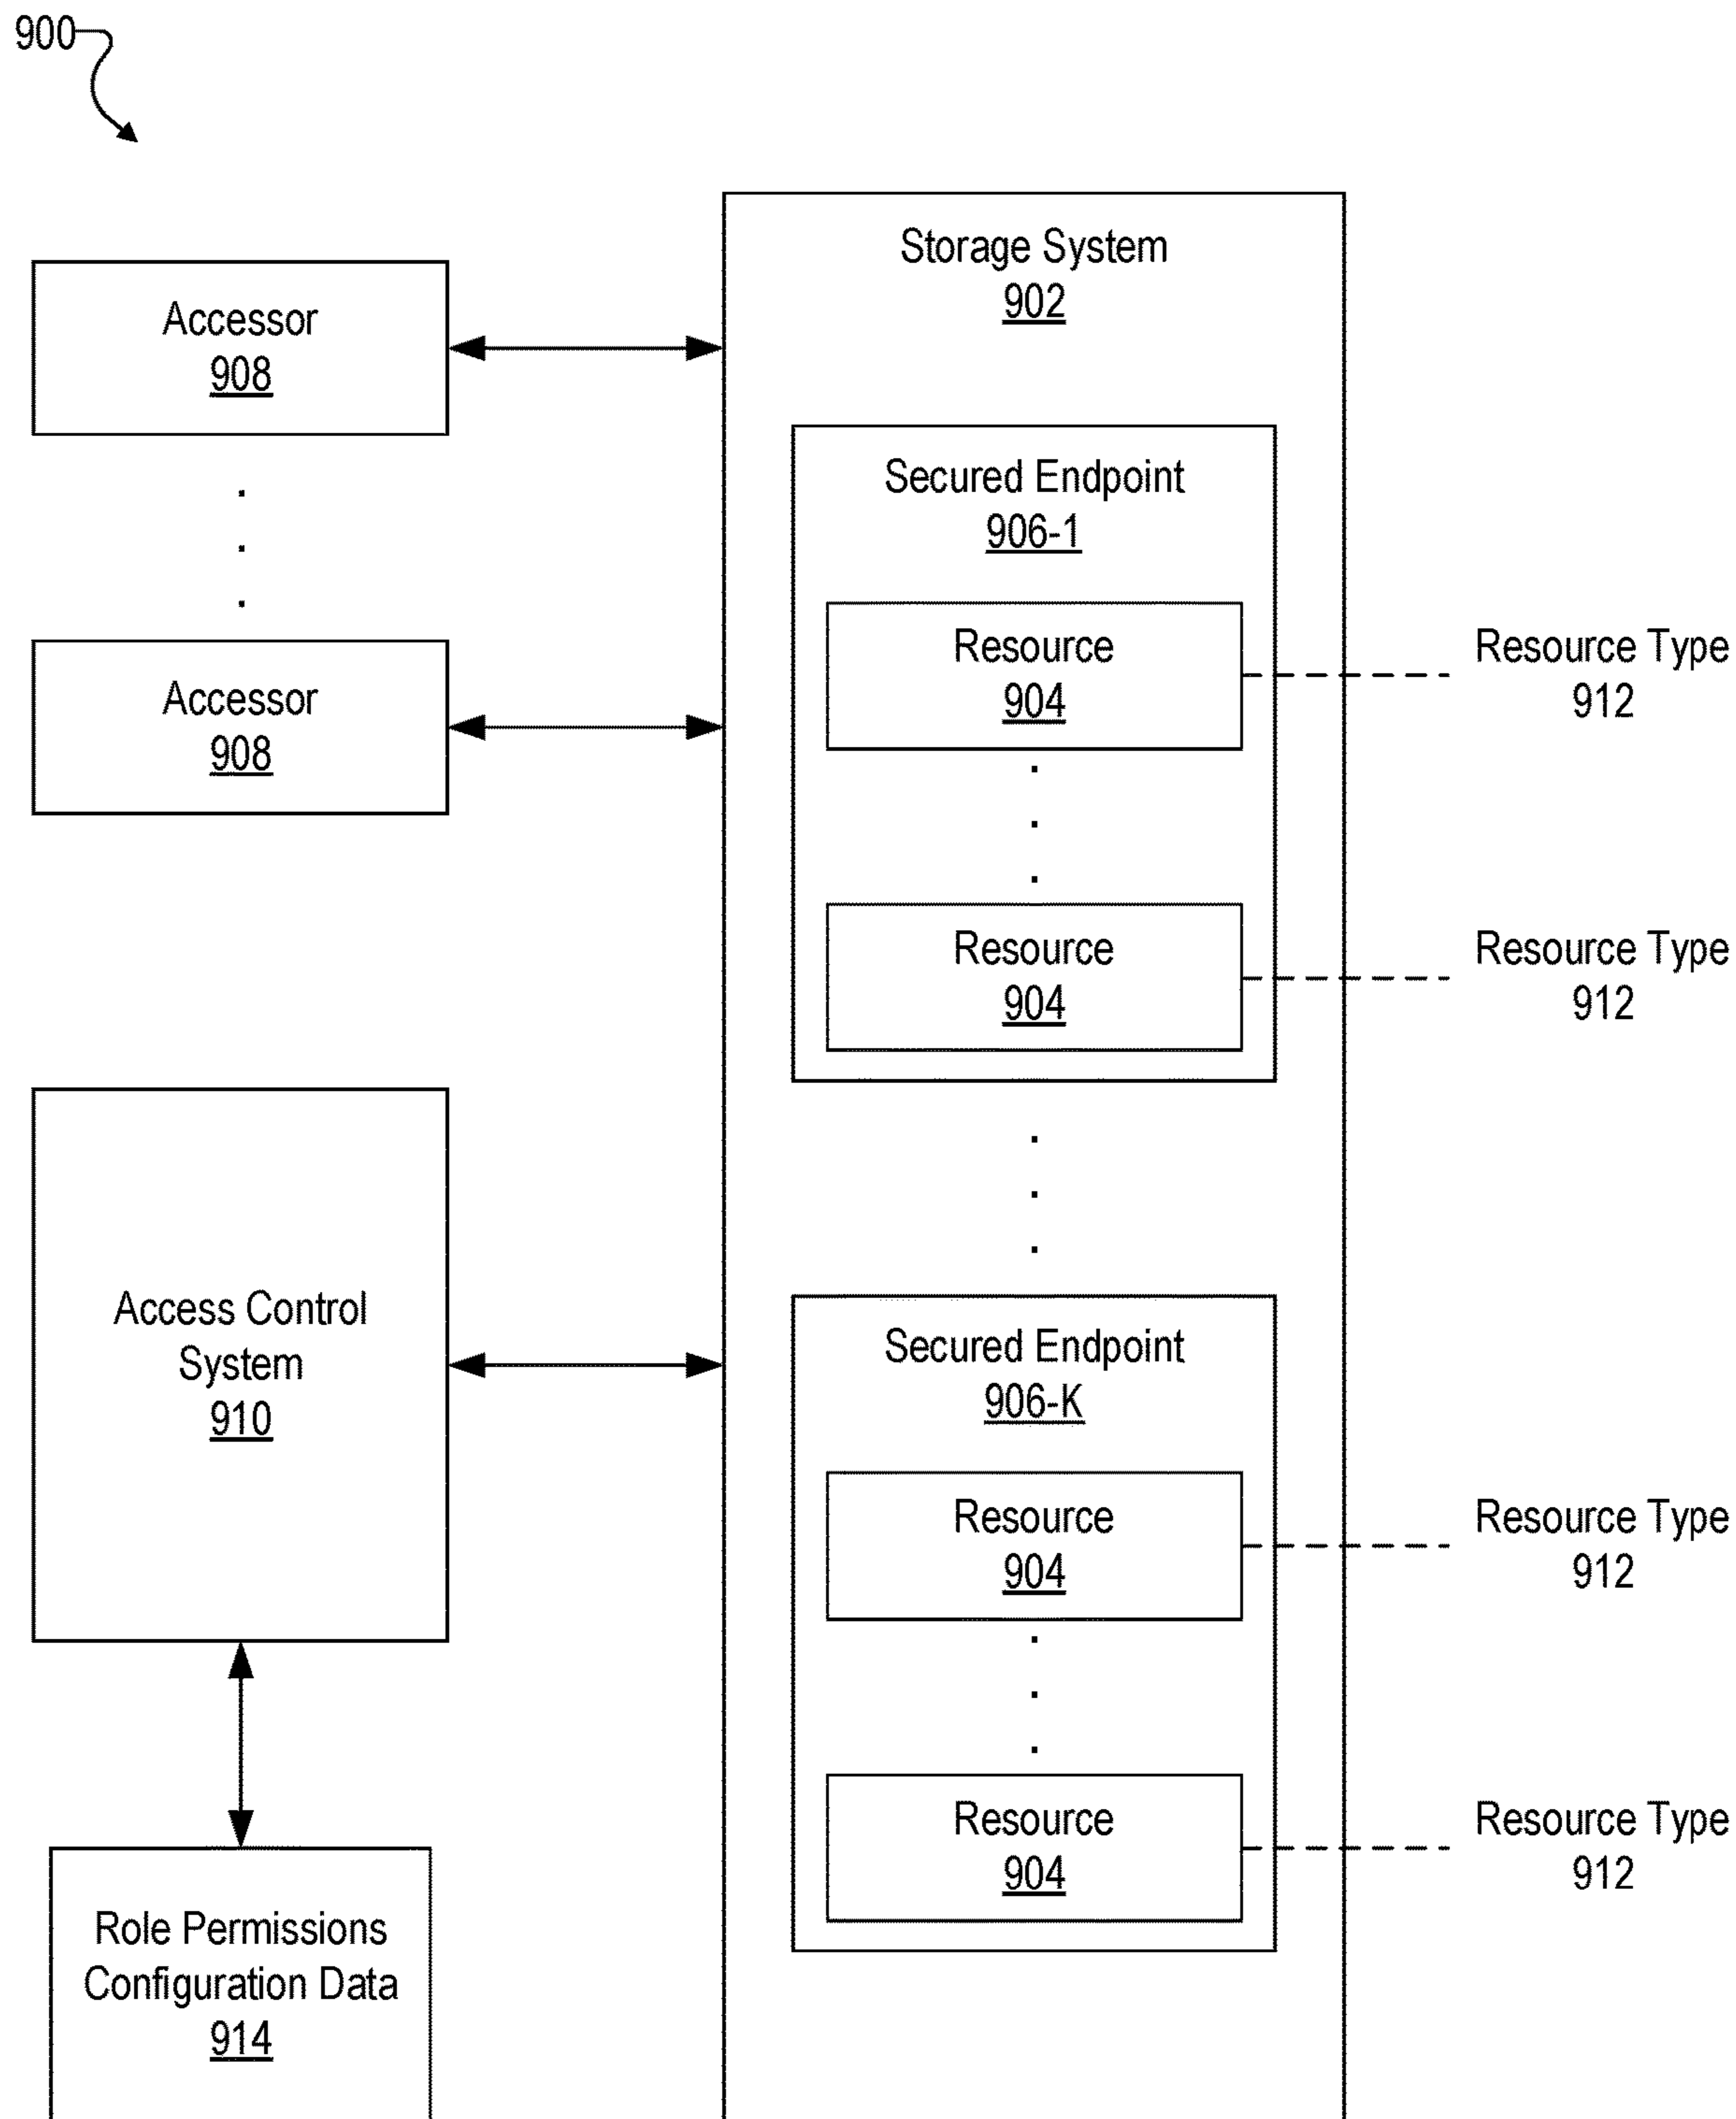 900
Storage System
902
Accessor
908
Secured Endpoint
906-1
Resource
904
Resource Type
912
Accessor
908
Resource
904
Resource Type
912
Access Control
System
910
Secured Endpoint
906-K
Resource
904
Resource Type
912
Resource
904
Resource Type
912
Role Permissions
Configuration Data
914